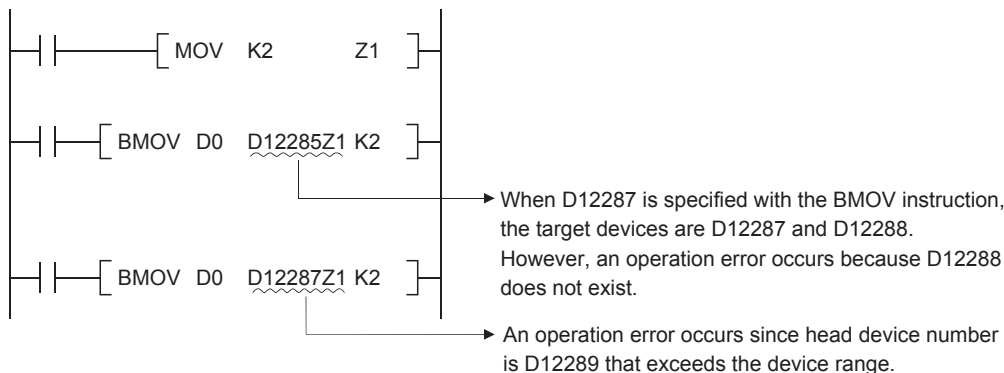 MOV K2 Z1
BMOV D0 D12285Z1 K2
When D12287 is specified with the BMOV instruction,
the target devices are D12287 and D12288.
However, an operation error occurs because D12288
does not exist.
BMOV D0 D12287Z1 K2
An operation error occurs since head device number
is D12289 that exceeds the device range.